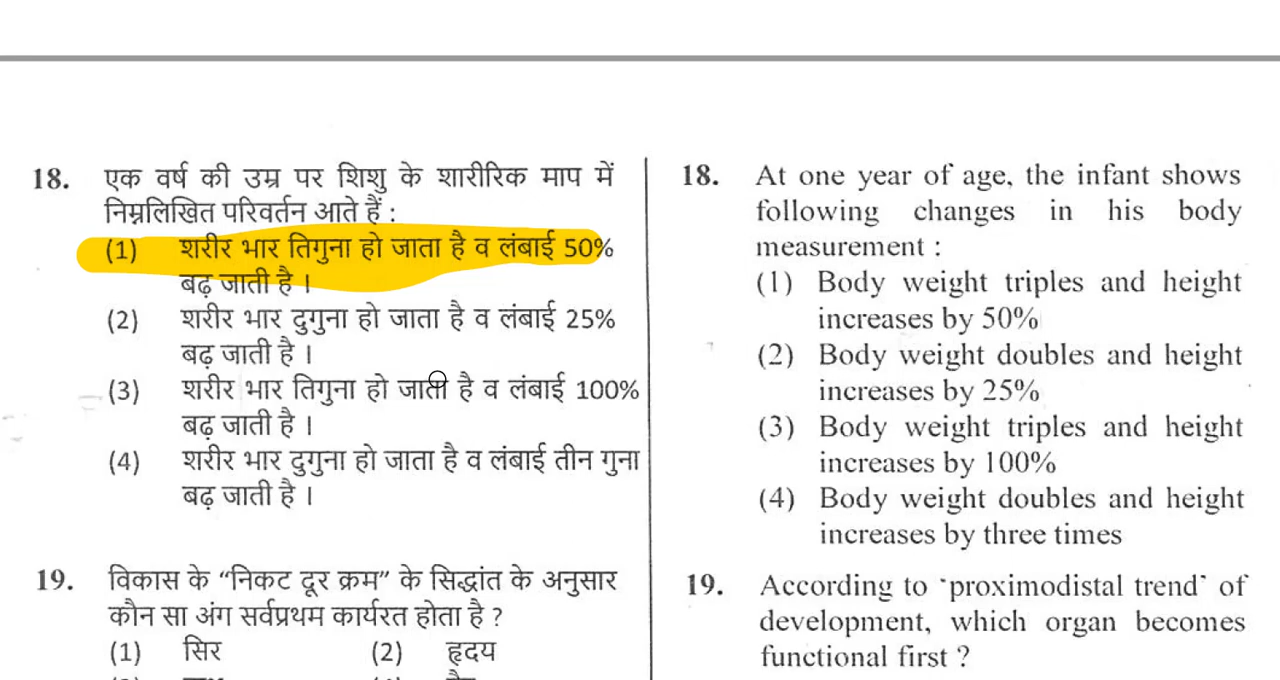 18. एक वर्ष की उम्र पर शिशु के शारीरिक माप में
निम्नलिखित परिवर्तन आते हैं :
(1) शरीर भार तिगुना हो जाता है व लंबाई 50%
बढ़ जाती है ।
(2) शरीर भार दुगुना हो जाता है व लंबाई 25%
बढ़ जाती है ।
(3) शरीर भार तिगुना हो जाता है व लंबाई 100%
बढ़ जाती है ।
(4) शरीर भार दुगुना हो जाता है व लंबाई तीन गुना
बढ़ जाती है ।
19. विकास के “निकट दूर क्रम” के सिद्धांत के अनुसार
कौन सा अंग सर्वप्रथम कार्यरत होता है ?
(1) सिर (2) हृदय
18. At one year of age, the infant shows
following changes in his body
measurement :
(1) Body weight triples and height
increases by 50%
(2) Body weight doubles and height
increases by 25%
(3) Body weight triples and height
increases by 100%
(4) Body weight doubles and height
increases by three times
19. According to ‘proximodistal trend’ of
development, which organ becomes
functional first ?